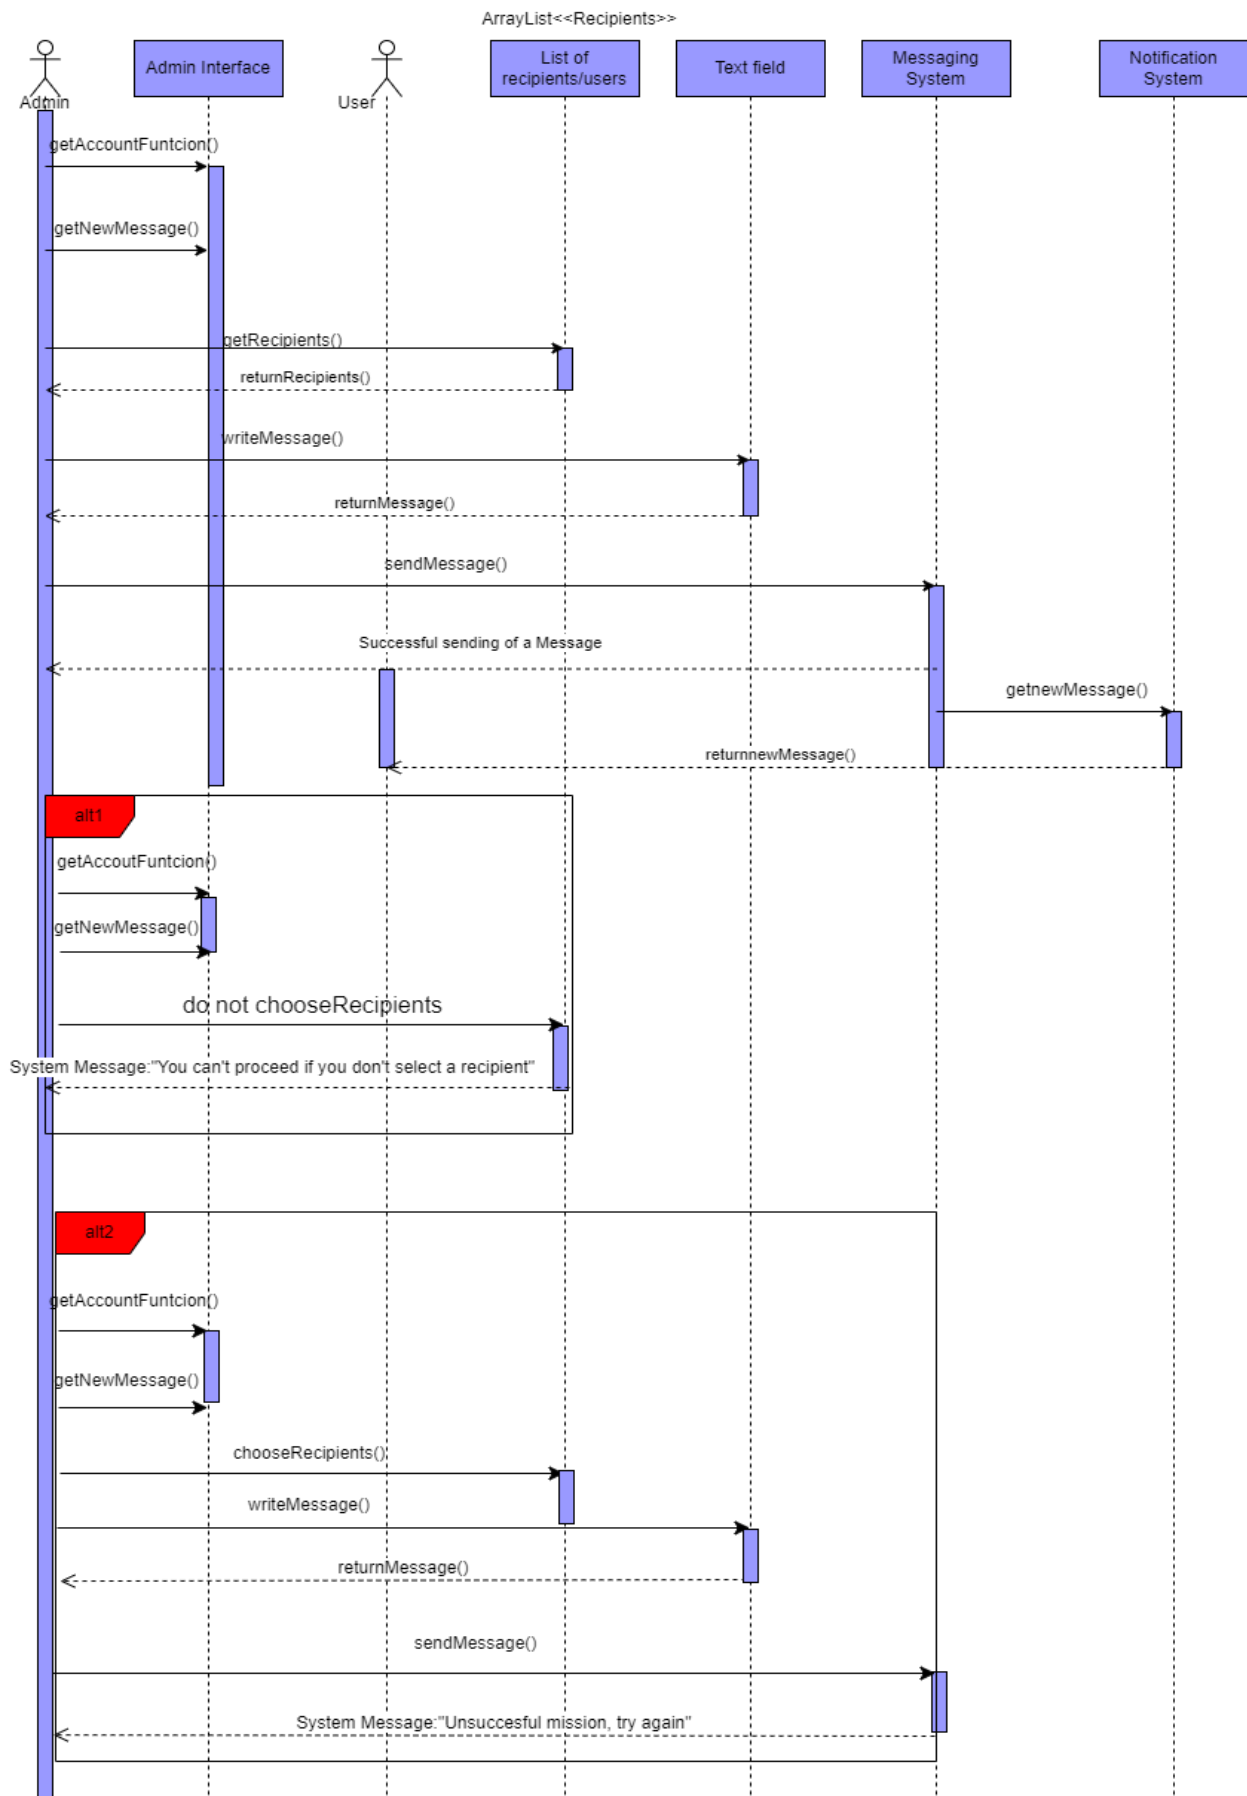 ArrayList<<Recipients>>
Admin
Admin Interface
User
List of
recipients/users
Text field
Messaging
System
Notification
System
getAccountFuntcion()
getNewMessage()
getRecipients()
returnRecipients()
writeMessage()
returnMessage()
sendMessage()
Successful sending of a Message
getnewMessage()
returnnewMessage()
alt1
getAccoutFuntcion()
getNewMessage()
do not chooseRecipients
System Message:"You can't proceed if you don't select a recipient"
alt2
getAccountFuntcion()
getNewMessage()
chooseRecipients()
writeMessage()
returnMessage()
sendMessage()
System Message:"Unsuccesful mission, try again"